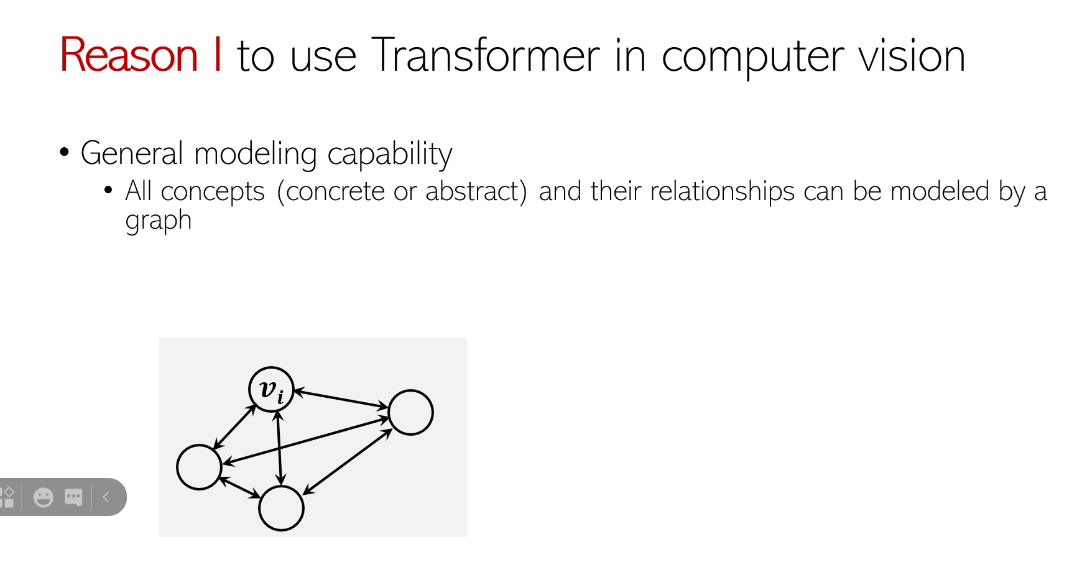 Reason I to use Transformer in computer vision
• General modeling capability
• All concepts (concrete or abstract) and their relationships can be modeled by a
graph
v_i